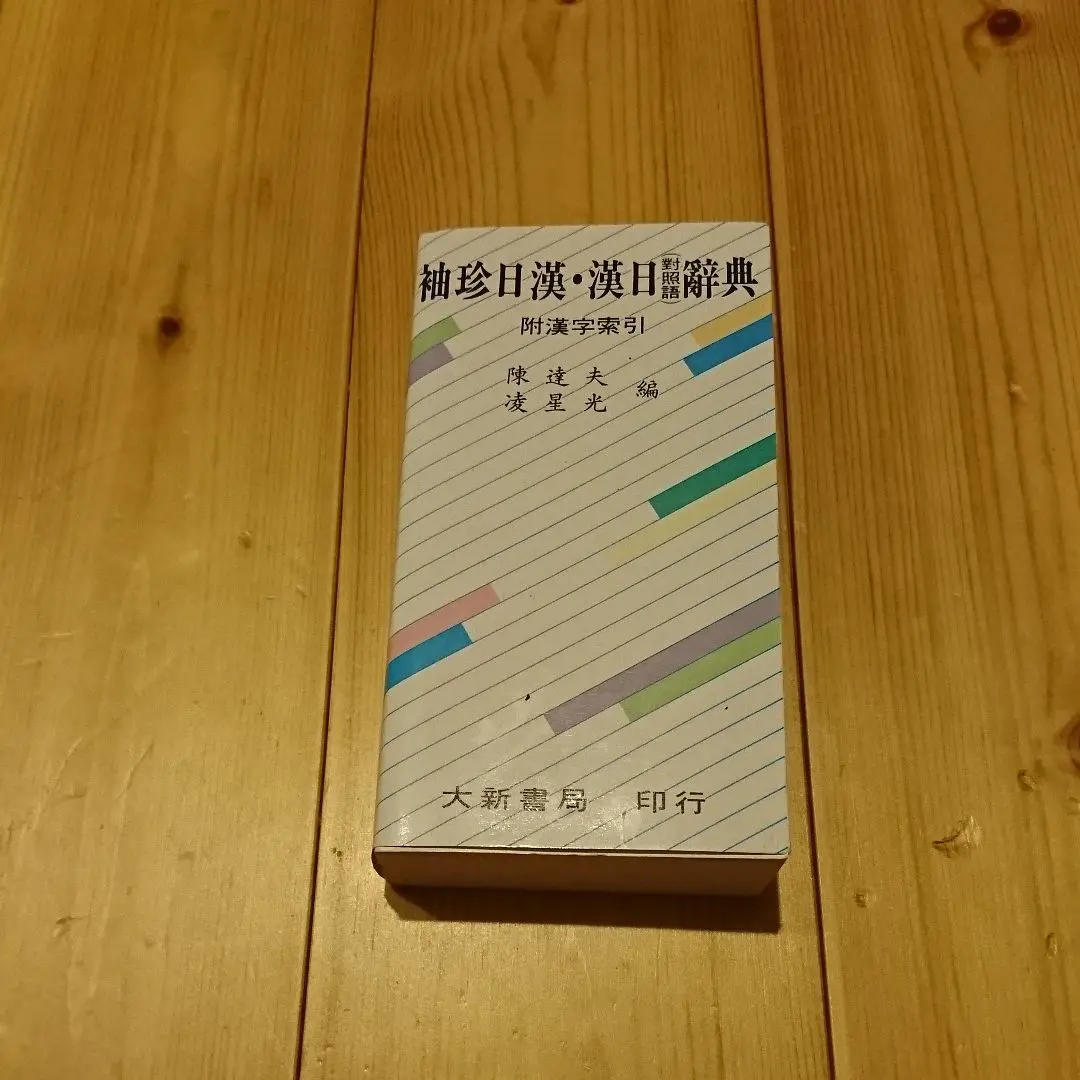 袖珍日漢・漢日(對照語)辭典
附漢字索引
陳達夫
凌星光 編
大新書局 印行